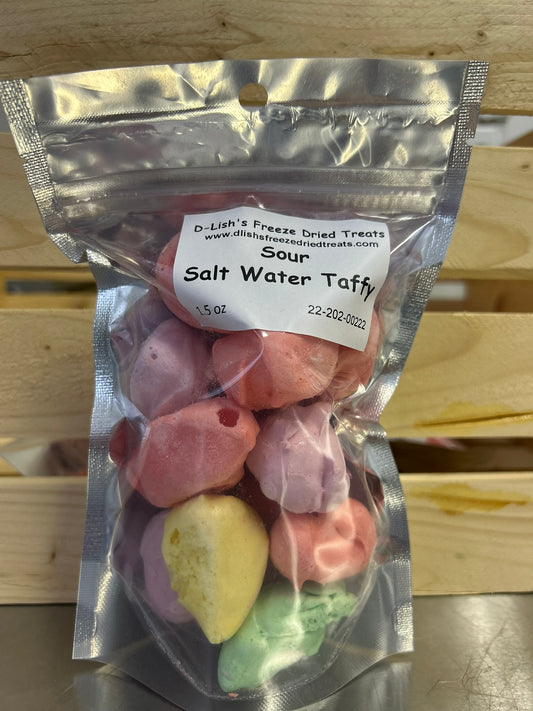 D-Lish's Freeze Dried Treats
www.dlishsfreezedriedtreats.com
Sour
Salt Water Taffy
1.5 oz 22-202-00222